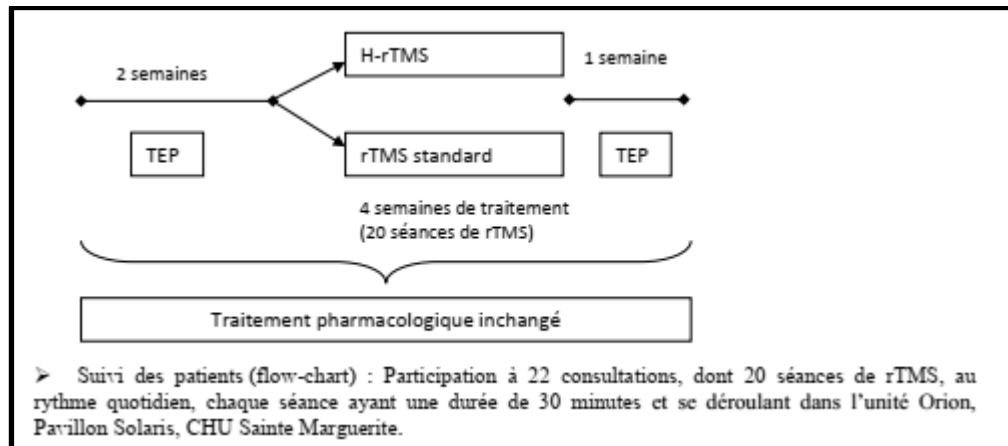 H-rTMS
1 semaine
2 semaines
TEP
rTMS standard
TEP
4 semaines de traitement
(20 séances de rTMS)
Traitement pharmacologique inchangé
➢ Suivi des patients (flow-chart) : Participation à 22 consultations, dont 20 séances de rTMS, au
rythme quotidien, chaque séance ayant une durée de 30 minutes et se déroulant dans l’unité Orion,
Pavillon Solaris, CHU Sainte Marguerite.